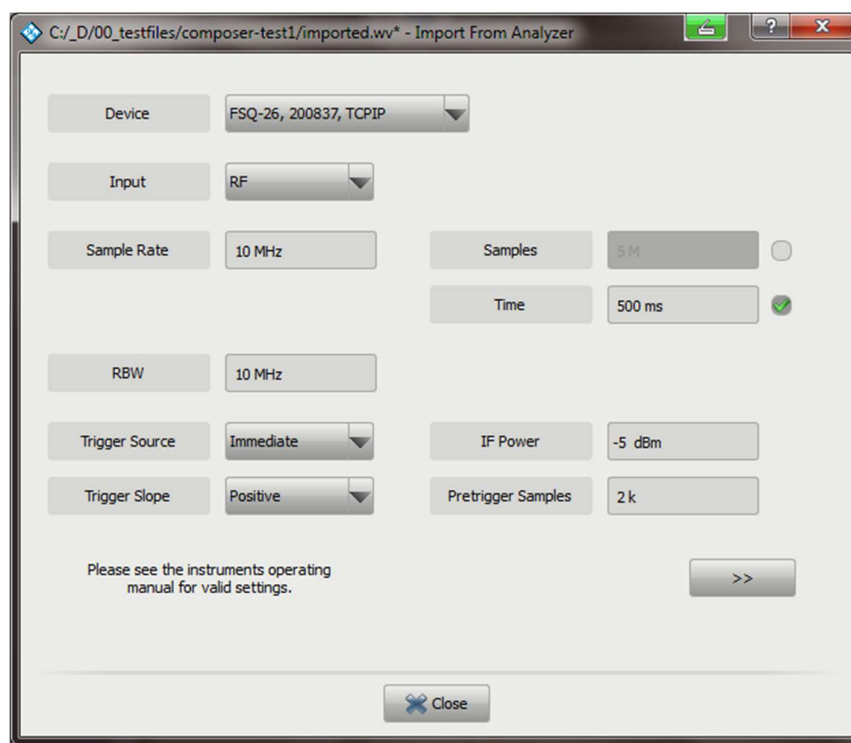 C:/_D/00_testfiles/composer-test1/imported.wv* - Import From Analyzer
?
Device
FSQ-26, 200837, TCPIP
Input
RF
Sample Rate
10 MHz
Samples
5 M
Time
500 ms
RBW
10 MHz
Trigger Source
Immediate
IF Power
-5 dBm
Trigger Slope
Positive
Pretrigger Samples
2 k
Please see the instruments operating
manual for valid settings.
>>
Close